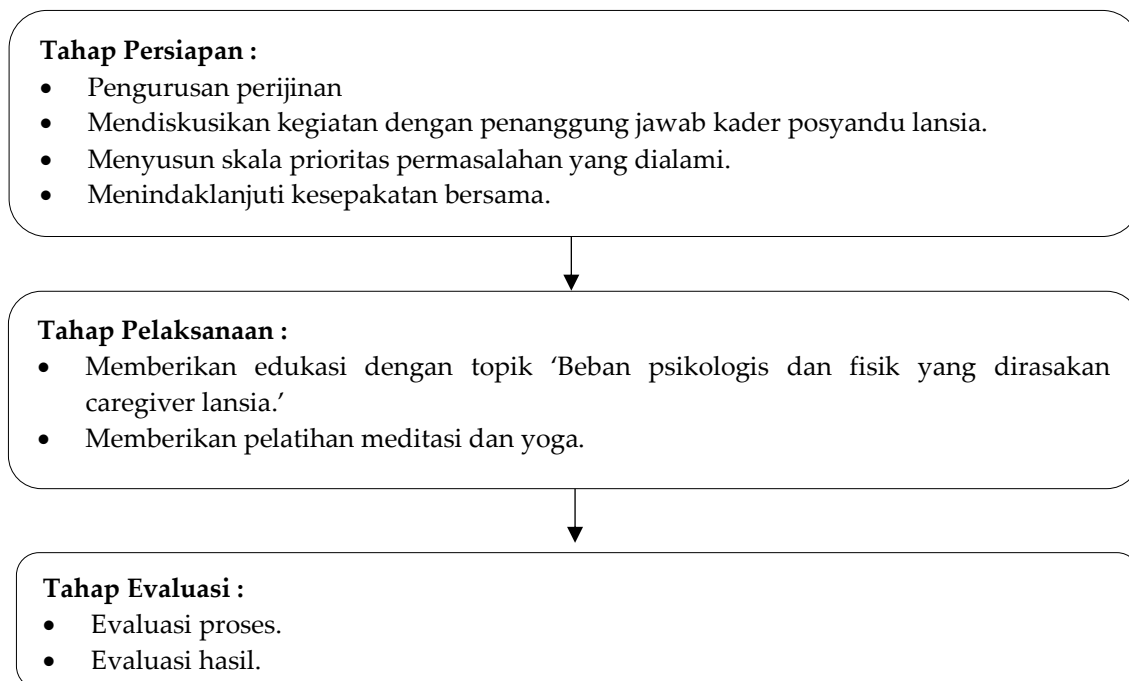 Tahap Persiapan :
• Pengurusan perijinan
• Mendiskusikan kegiatan dengan penanggung jawab kader posyandu lansia.
• Menyusun skala prioritas permasalahan yang dialami.
• Menindaklanjuti kesepakatan bersama.
Tahap Pelaksanaan :
• Memberikan edukasi dengan topik ‘Beban psikologis dan fisik yang dirasakan
caregiver lansia.’
• Memberikan pelatihan meditasi dan yoga.
Tahap Evaluasi :
• Evaluasi proses.
• Evaluasi hasil.